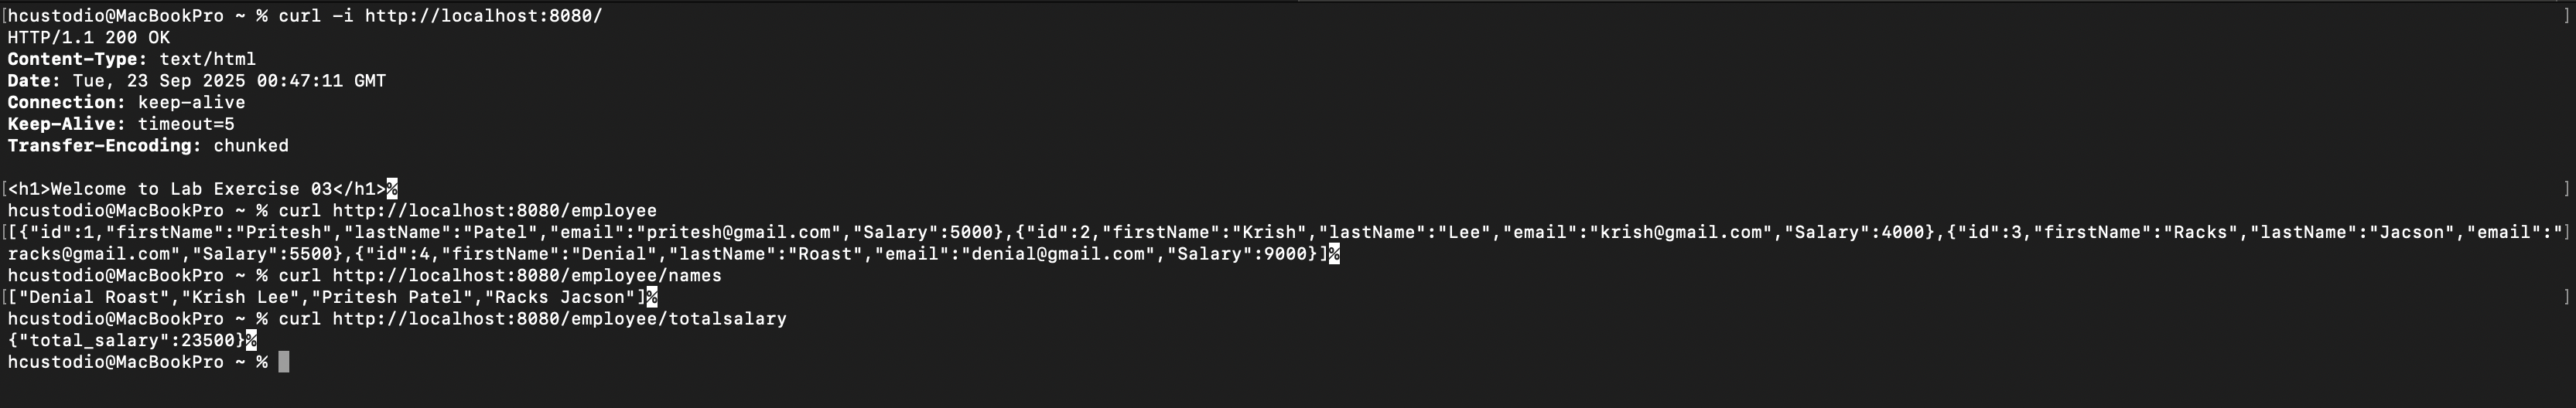 [hcustodio@MacBookPro ~ % curl -i http://localhost:8080/ ]
HTTP/1.1 200 OK
Content-Type: text/html
Date: Tue, 23 Sep 2025 00:47:11 GMT
Connection: keep-alive
Keep-Alive: timeout=5
Transfer-Encoding: chunked
[<h1>Welcome to Lab Exercise 03</h1>% ]
hcustodio@MacBookPro ~ % curl http://localhost:8080/employee
[[{"id":1,"firstName":"Pritesh","lastName":"Patel","email":"pritesh@gmail.com","Salary":5000},{"id":2,"firstName":"Krish","lastName":"Lee","email":"krish@gmail.com","Salary":4000},{"id":3,"firstName":"Racks","lastName":"Jacson","email":"]
racks@gmail.com","Salary":5500},{"id":4,"firstName":"Denial","lastName":"Roast","email":"denial@gmail.com","Salary":9000}]%
hcustodio@MacBookPro ~ % curl http://localhost:8080/employee/names
[["Denial Roast","Krish Lee","Pritesh Patel","Racks Jacson"]% ]
hcustodio@MacBookPro ~ % curl http://localhost:8080/employee/totalsalary
{"total_salary":23500}%
hcustodio@MacBookPro ~ %